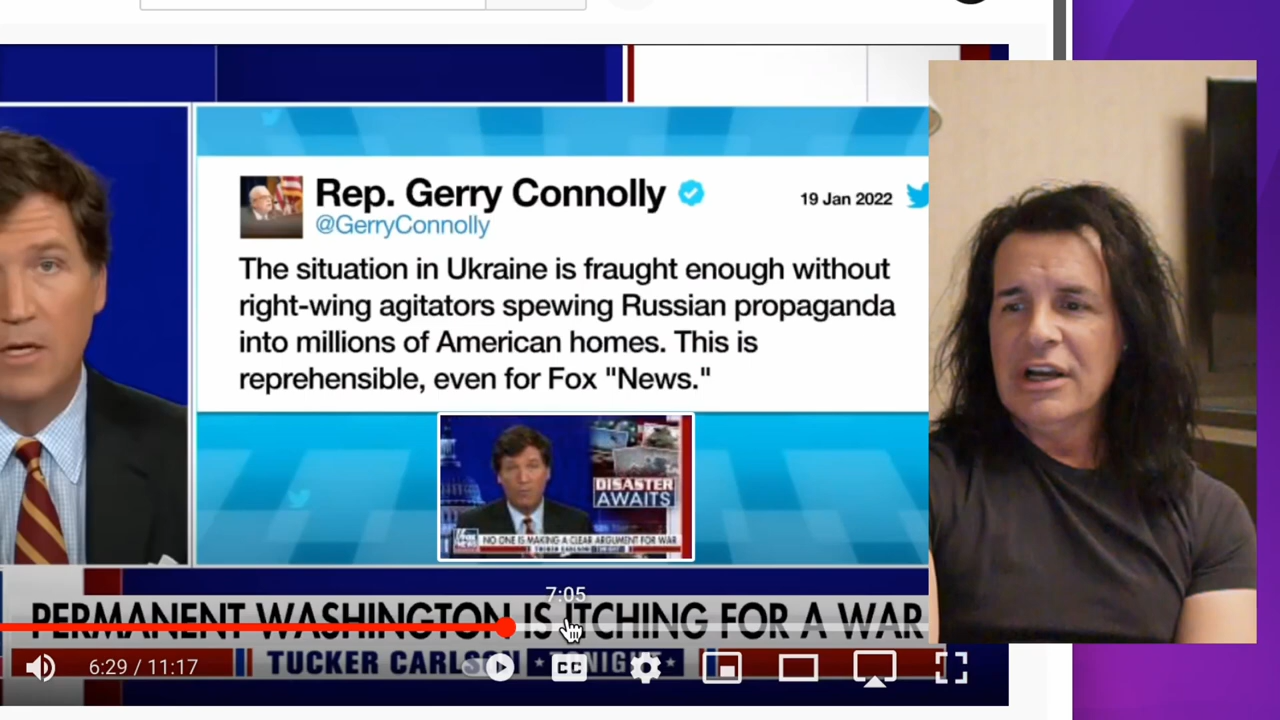 Rep. Gerry Connolly
19 Jan 2022
@GerryConnolly
The situation in Ukraine is fraught enough without
right-wing agitators spewing Russian propaganda
into millions of American homes. This is
reprehensible, even for Fox "News."
DISASTER
AWAITS
NO ONE IS MAKING A CLEAR ARGUMENT FOR WAR
TUCKER CARLSON TONIGHT
7:05
PERMANENT WASHINGTON IS ITCHING FOR A WAR
6:29 / 11:17
TUCKER CARLSON TONIGHT
CC